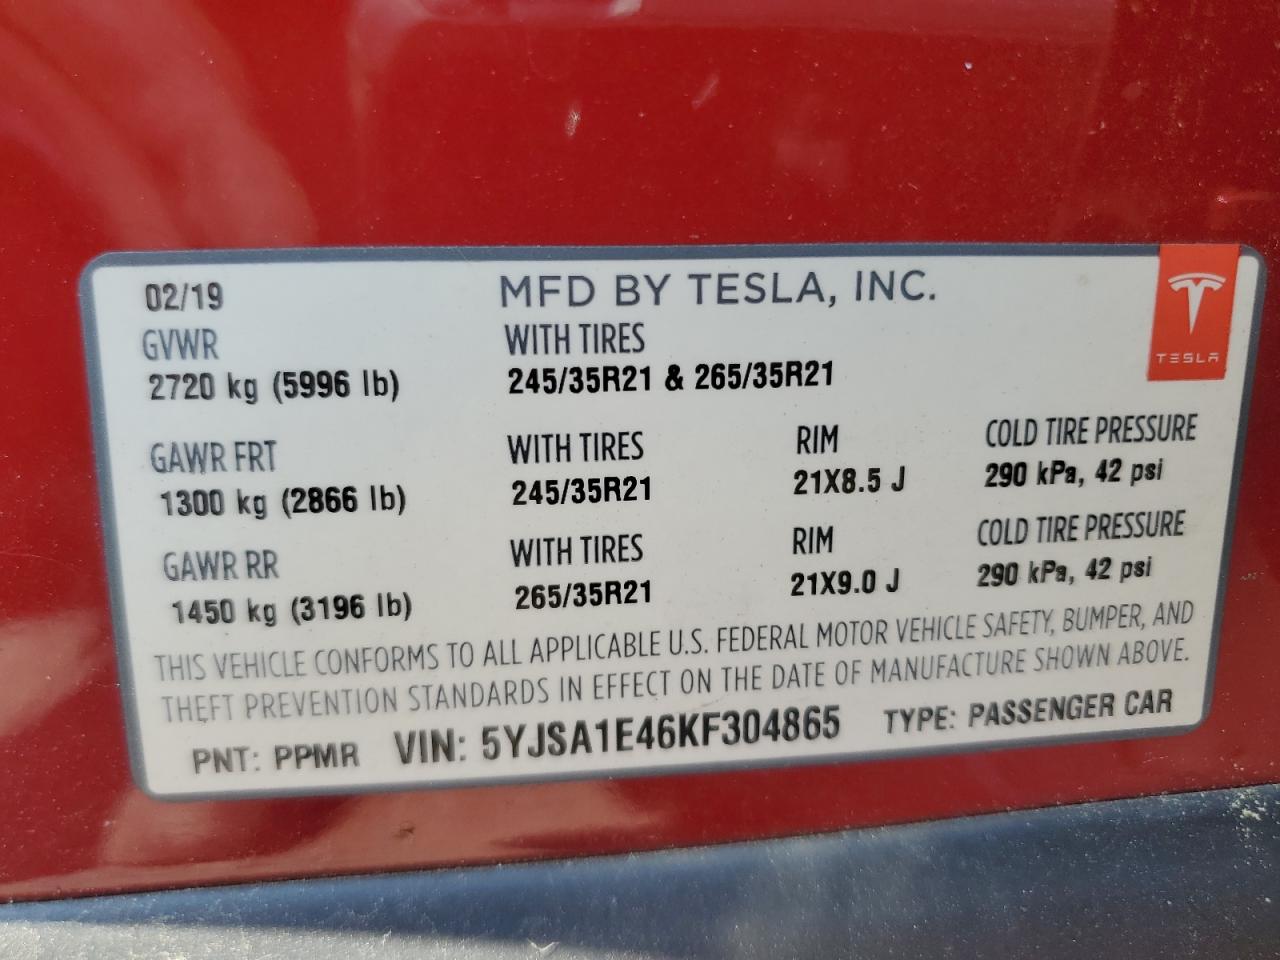 02/19 MFD BY TESLA, INC.
TESLA
GVWR WITH TIRES
2720 kg (5996 lb) 245/35R21 & 265/35R21
GAWR FRT WITH TIRES RIM COLD TIRE PRESSURE
1300 kg (2866 lb) 245/35R21 21X8.5 J 290 kPa, 42 psi
GAWR RR WITH TIRES RIM COLD TIRE PRESSURE
1450 kg (3196 lb) 265/35R21 21X9.0 J 290 kPa, 42 psi
THIS VEHICLE CONFORMS TO ALL APPLICABLE U.S. FEDERAL MOTOR VEHICLE SAFETY, BUMPER, AND
THEFT PREVENTION STANDARDS IN EFFECT ON THE DATE OF MANUFACTURE SHOWN ABOVE.
PNT: PPMR VIN: 5YJSA1E46KF304865 TYPE: PASSENGER CAR